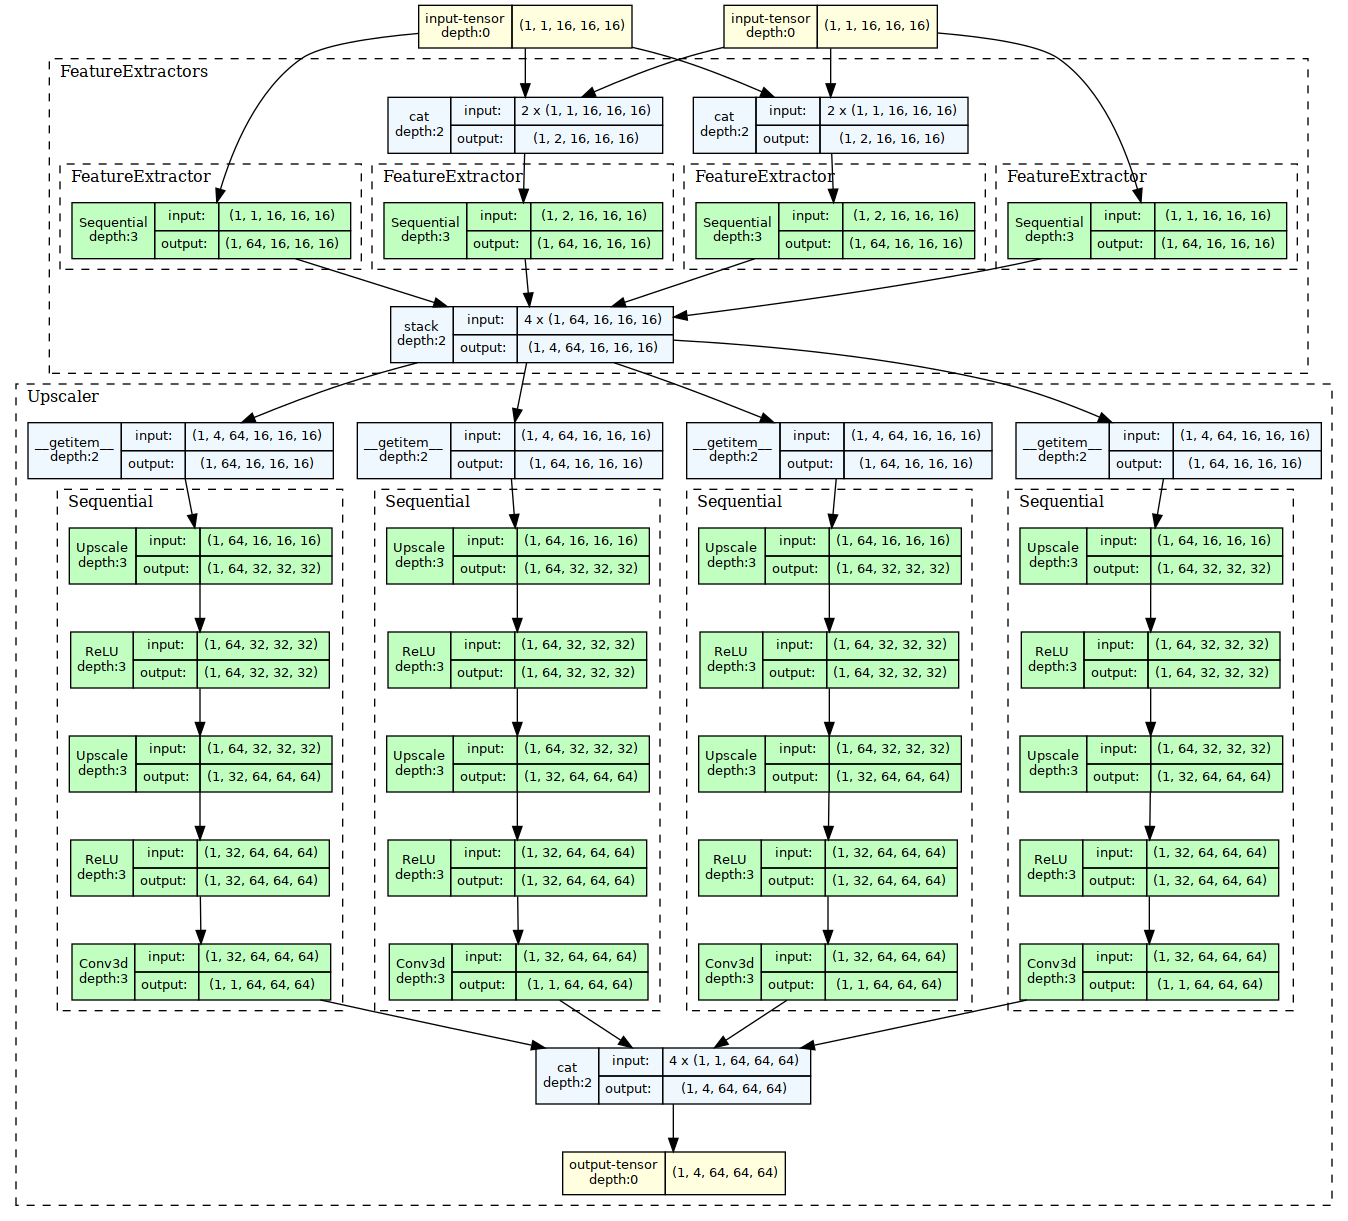 input-tensor
depth:0
(1, 1, 16, 16, 16)
input-tensor
depth:0
(1, 1, 16, 16, 16)
FeatureExtractors
cat
depth:2
input:
2 x (1, 1, 16, 16, 16)
output:
(1, 2, 16, 16, 16)
cat
depth:2
input:
2 x (1, 1, 16, 16, 16)
output:
(1, 2, 16, 16, 16)
FeatureExtractor
Sequential
depth:3
input:
(1, 1, 16, 16, 16)
output:
(1, 64, 16, 16, 16)
FeatureExtractor
Sequential
depth:3
input:
(1, 2, 16, 16, 16)
output:
(1, 64, 16, 16, 16)
FeatureExtractor
Sequential
depth:3
input:
(1, 2, 16, 16, 16)
output:
(1, 64, 16, 16, 16)
FeatureExtractor
Sequential
depth:3
input:
(1, 1, 16, 16, 16)
output:
(1, 64, 16, 16, 16)
stack
depth:2
input:
4 x (1, 64, 16, 16, 16)
output:
(1, 4, 64, 16, 16, 16)
Upscaler
__getitem__
depth:2
input:
(1, 4, 64, 16, 16, 16)
output:
(1, 64, 16, 16, 16)
__getitem__
depth:2
input:
(1, 4, 64, 16, 16, 16)
output:
(1, 64, 16, 16, 16)
__getitem__
depth:2
input:
(1, 4, 64, 16, 16, 16)
output:
(1, 64, 16, 16, 16)
__getitem__
depth:2
input:
(1, 4, 64, 16, 16, 16)
output:
(1, 64, 16, 16, 16)
Sequential
Upscale
depth:3
input:
(1, 64, 16, 16, 16)
output:
(1, 64, 32, 32, 32)
ReLU
depth:3
input:
(1, 64, 32, 32, 32)
output:
(1, 64, 32, 32, 32)
Upscale
depth:3
input:
(1, 64, 32, 32, 32)
output:
(1, 32, 64, 64, 64)
ReLU
depth:3
input:
(1, 32, 64, 64, 64)
output:
(1, 32, 64, 64, 64)
Conv3d
depth:3
input:
(1, 32, 64, 64, 64)
output:
(1, 1, 64, 64, 64)
Sequential
Upscale
depth:3
input:
(1, 64, 16, 16, 16)
output:
(1, 64, 32, 32, 32)
ReLU
depth:3
input:
(1, 64, 32, 32, 32)
output:
(1, 64, 32, 32, 32)
Upscale
depth:3
input:
(1, 64, 32, 32, 32)
output:
(1, 32, 64, 64, 64)
ReLU
depth:3
input:
(1, 32, 64, 64, 64)
output:
(1, 32, 64, 64, 64)
Conv3d
depth:3
input:
(1, 32, 64, 64, 64)
output:
(1, 1, 64, 64, 64)
Sequential
Upscale
depth:3
input:
(1, 64, 16, 16, 16)
output:
(1, 64, 32, 32, 32)
ReLU
depth:3
input:
(1, 64, 32, 32, 32)
output:
(1, 64, 32, 32, 32)
Upscale
depth:3
input:
(1, 64, 32, 32, 32)
output:
(1, 32, 64, 64, 64)
ReLU
depth:3
input:
(1, 32, 64, 64, 64)
output:
(1, 32, 64, 64, 64)
Conv3d
depth:3
input:
(1, 32, 64, 64, 64)
output:
(1, 1, 64, 64, 64)
Sequential
Upscale
depth:3
input:
(1, 64, 16, 16, 16)
output:
(1, 64, 32, 32, 32)
ReLU
depth:3
input:
(1, 64, 32, 32, 32)
output:
(1, 64, 32, 32, 32)
Upscale
depth:3
input:
(1, 64, 32, 32, 32)
output:
(1, 32, 64, 64, 64)
ReLU
depth:3
input:
(1, 32, 64, 64, 64)
output:
(1, 32, 64, 64, 64)
Conv3d
depth:3
input:
(1, 32, 64, 64, 64)
output:
(1, 1, 64, 64, 64)
cat
depth:2
input:
4 x (1, 1, 64, 64, 64)
output:
(1, 4, 64, 64, 64)
output-tensor
depth:0
(1, 4, 64, 64, 64)